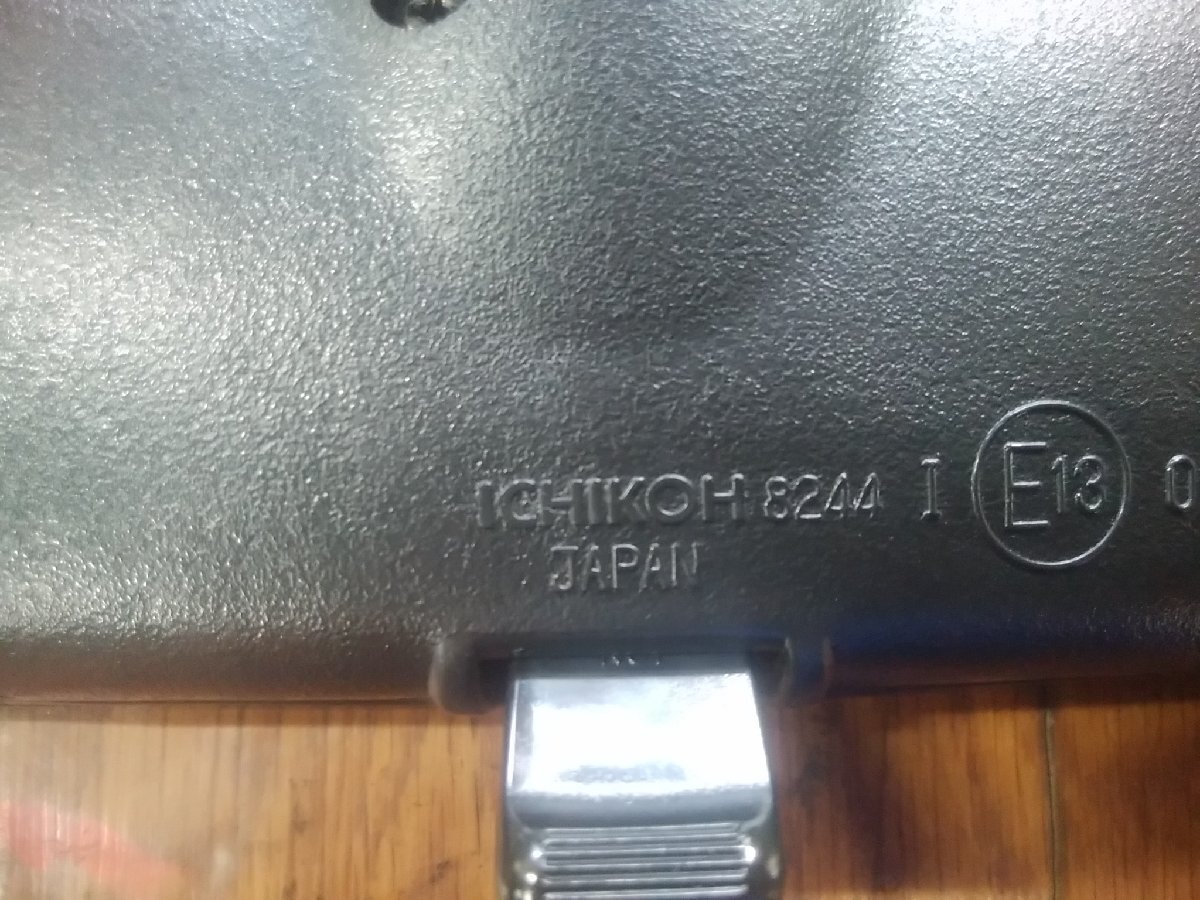 ICHIKOH 8244 I E13 0
JAPAN